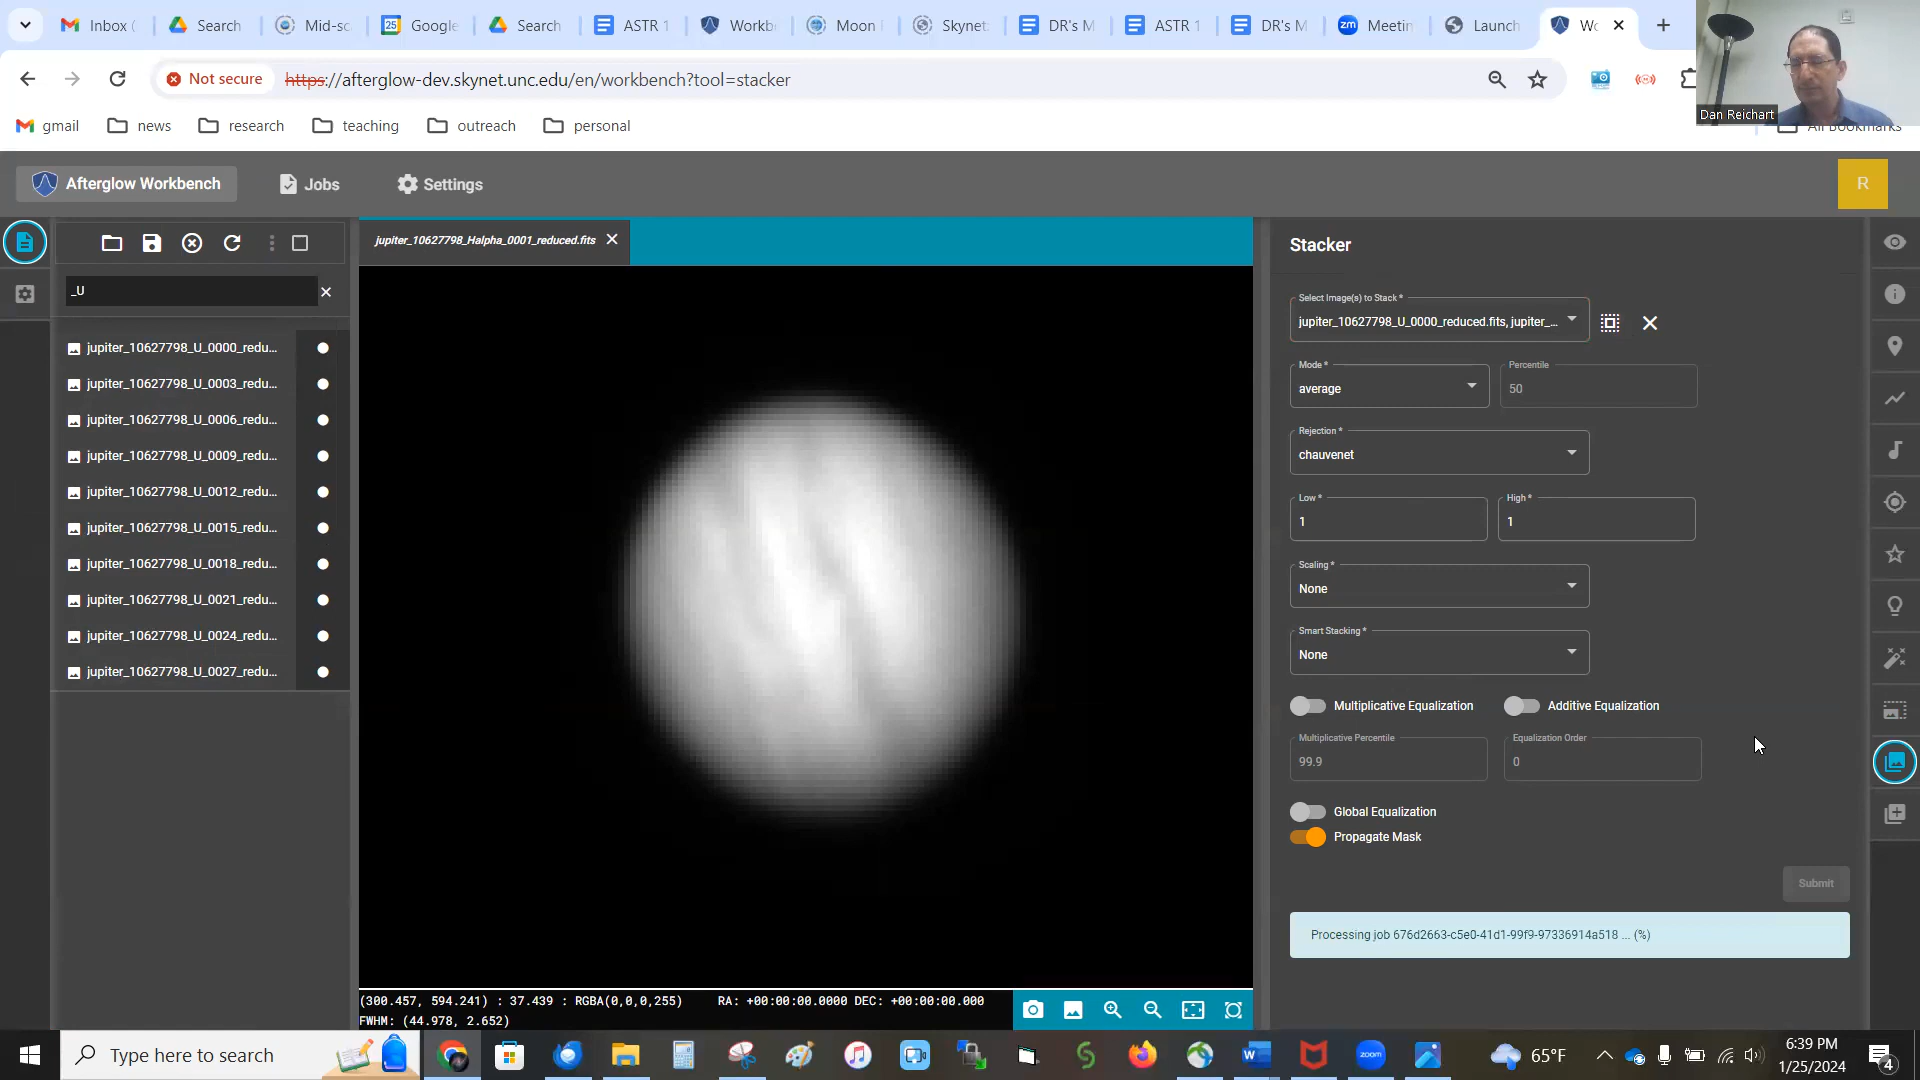 Inbox (
Search
Mid-sc
Google
Search
ASTR 1
Workb
Moon
Skynet
DR's M
ASTR 1
DR's M
Meetin
Launch
Wo
Not secure
https://afterglow-dev.skynet.unc.edu/en/workbench?tool=stacker
gmail
news
research
teaching
outreach
personal
Dan Reichart
All Bookmarks
Afterglow Workbench
Jobs
Settings
R
_U
jupiter_10627798_U_0000_redu...
jupiter_10627798_U_0003_redu...
jupiter_10627798_U_0006_redu...
jupiter_10627798_U_0009_redu...
jupiter_10627798_U_0012_redu...
jupiter_10627798_U_0015_redu...
jupiter_10627798_U_0018_redu...
jupiter_10627798_U_0021_redu...
jupiter_10627798_U_0024_redu...
jupiter_10627798_U_0027_redu...
jupiter_10627798_Halpha_0001_reduced.fits
(300.457, 594.241) : 37.439 : RGBA(0,0,0,255) RA: +00:00:00.0000 DEC: +00:00:00.000
FWHM: (44.978, 2.652)
Stacker
Select Image(s) to Stack *
jupiter_10627798_U_0000_reduced.fits, jupiter_...
Mode *
average
Percentile
50
Rejection *
chauvenet
Low *
1
High *
1
Scaling *
None
Smart Stacking *
None
Multiplicative Equalization
Additive Equalization
Multiplicative Percentile
99.9
Equalization Order
0
Global Equalization
Propagate Mask
Submit
Processing job 676d2663-c5e0-41d1-99f9-97336914a518 ... (%)
Type here to search
zoom
65°F
6:39 PM
1/25/2024
4